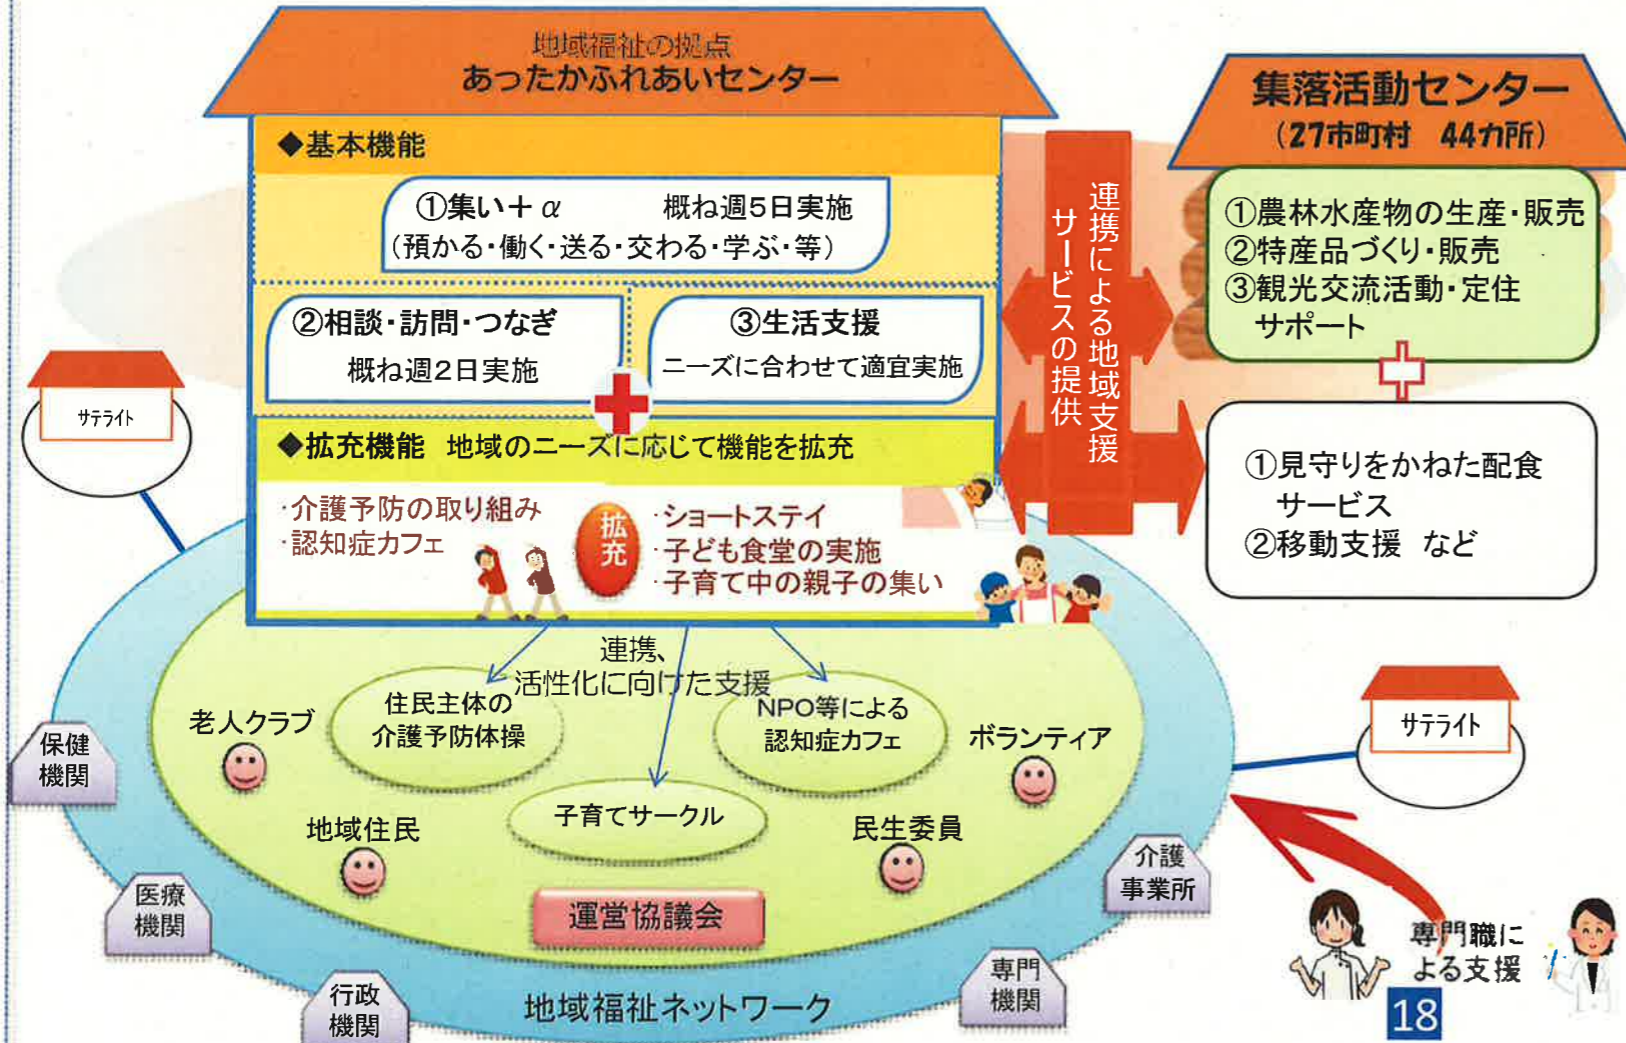 地域福祉の拠点
あったかふれあいセンター
◆基本機能
①集い＋α　概ね週5日実施
(預かる・働く・送る・交わる・学ぶ・等)
②相談・訪問・つなぎ
概ね週2日実施
③生活支援
ニーズに合わせて適宜実施
◆拡充機能 地域のニーズに応じて機能を拡充
・介護予防の取り組み
・認知症カフェ
拡充
・ショートステイ
・子ども食堂の実施
・子育て中の親子の集い
連携による地域支援
サービスの提供
集落活動センター
(27市町村 44カ所)
①農林水産物の生産・販売
②特産品づくり・販売
③観光交流活動・定住
サポート
①見守りをかねた配食
サービス
②移動支援 など
サテライト
連携、
活性化に向けた支援
住民主体の
介護予防体操
NPO等による
認知症カフェ
子育てサークル
老人クラブ
ボランティア
地域住民
民生委員
運営協議会
地域福祉ネットワーク
保健
機関
医療
機関
行政
機関
専門
機関
介護
事業所
サテライト
専門職に
よる支援
18